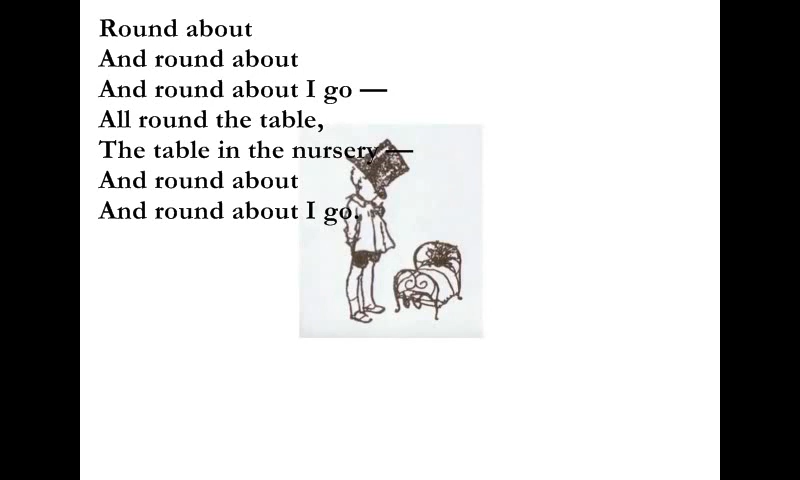 Round about
And round about
And round about I go —
All round the table,
The table in the nursery —
And round about
And round about I go.